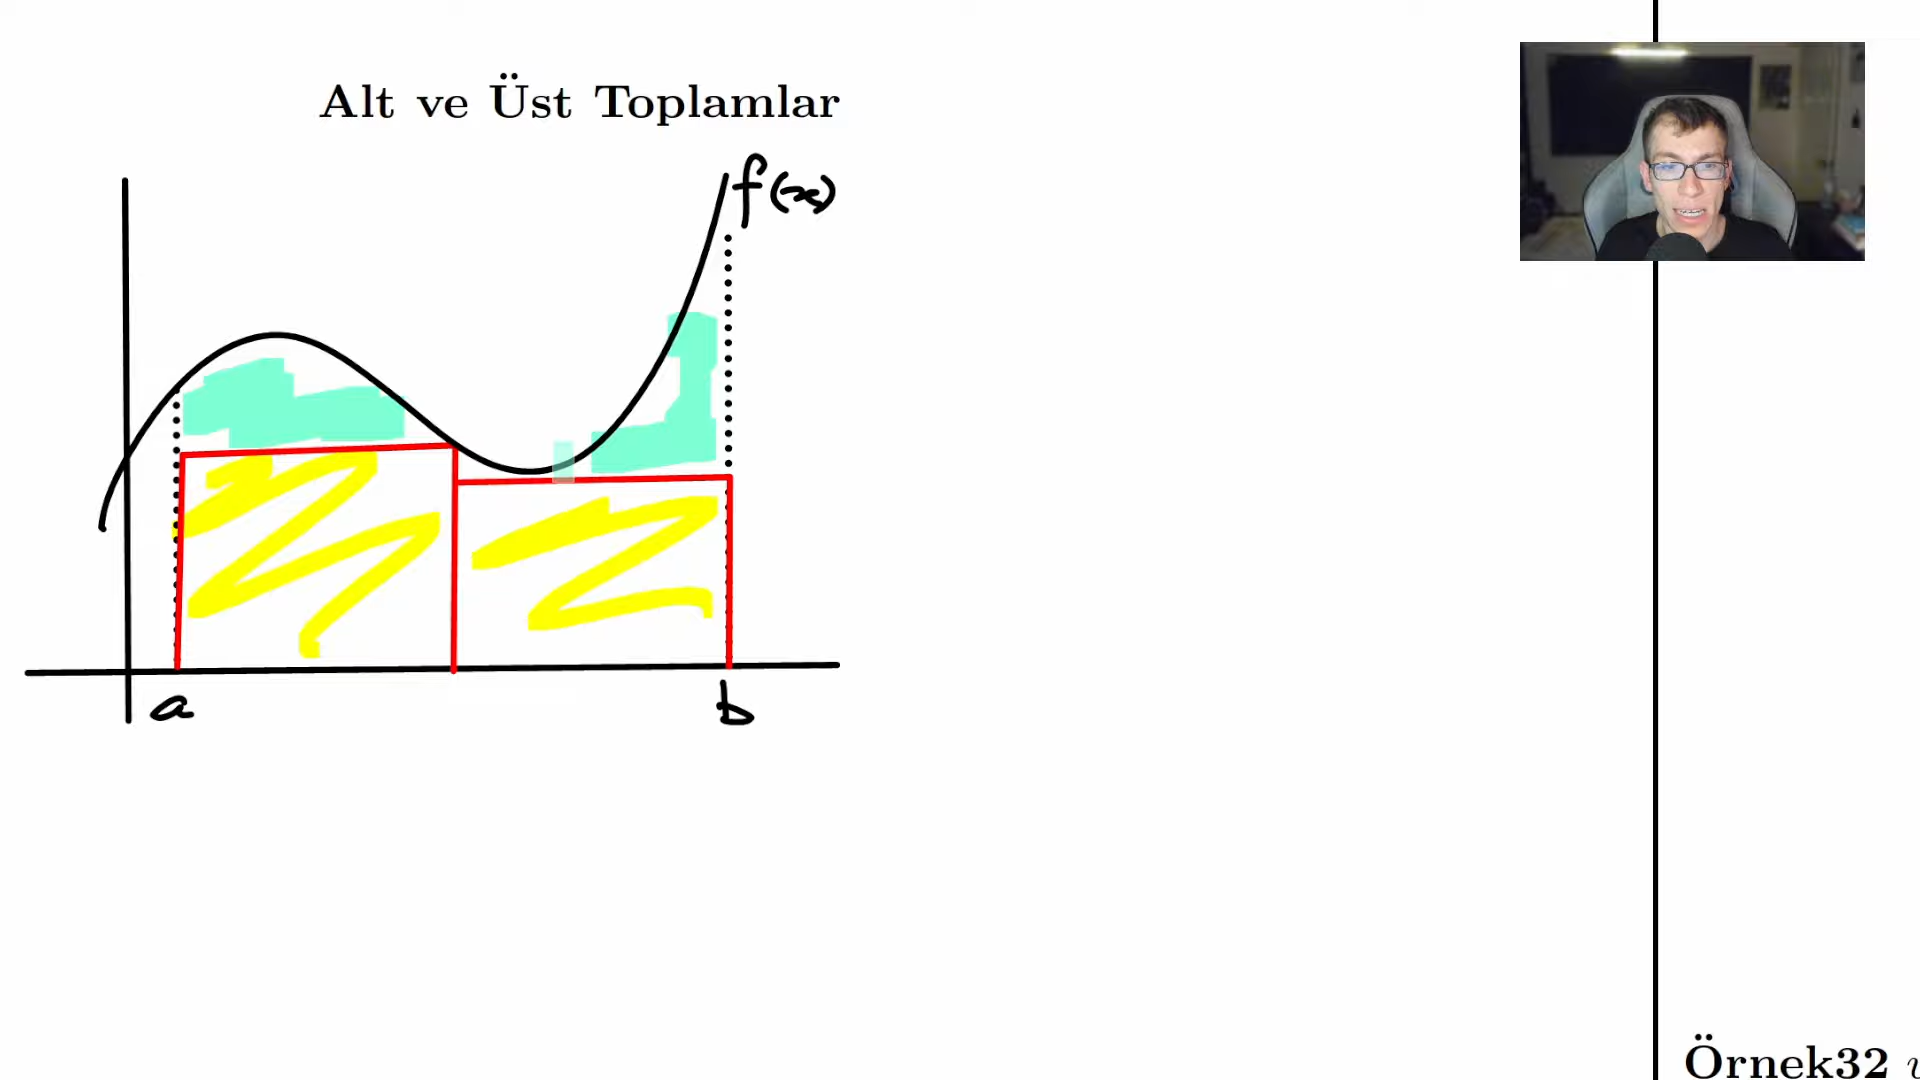 Alt ve Üst Toplamlar
f(x)
a
b
Örnek32